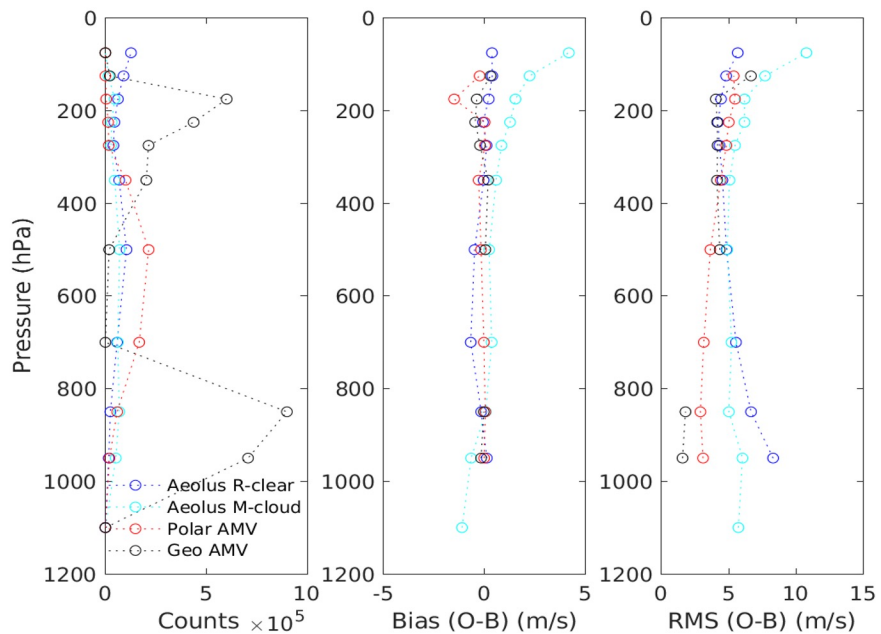 0
200
400
600
800
1000
1200
Pressure (hPa)
0 5 10
Counts ×10⁵
Aeolus R-clear
Aeolus M-cloud
Polar AMV
Geo AMV
0
200
400
600
800
1000
1200
-5 0 5
Bias (O-B) (m/s)
0
200
400
600
800
1000
1200
0 5 10 15
RMS (O-B) (m/s)